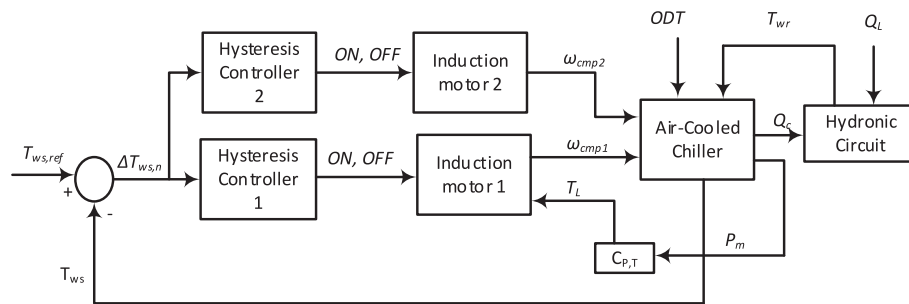 ODT
T_wr
Q_L
Hysteresis
Controller
2
ON, OFF
Induction
motor 2
ω_cmp2
T_ws,ref
+
-
ΔT_ws,n
Hysteresis
Controller
1
ON, OFF
Induction
motor 1
ω_cmp1
Air-Cooled
Chiller
Q_c
Hydronic
Circuit
T_L
C_P,T
P_m
T_ws